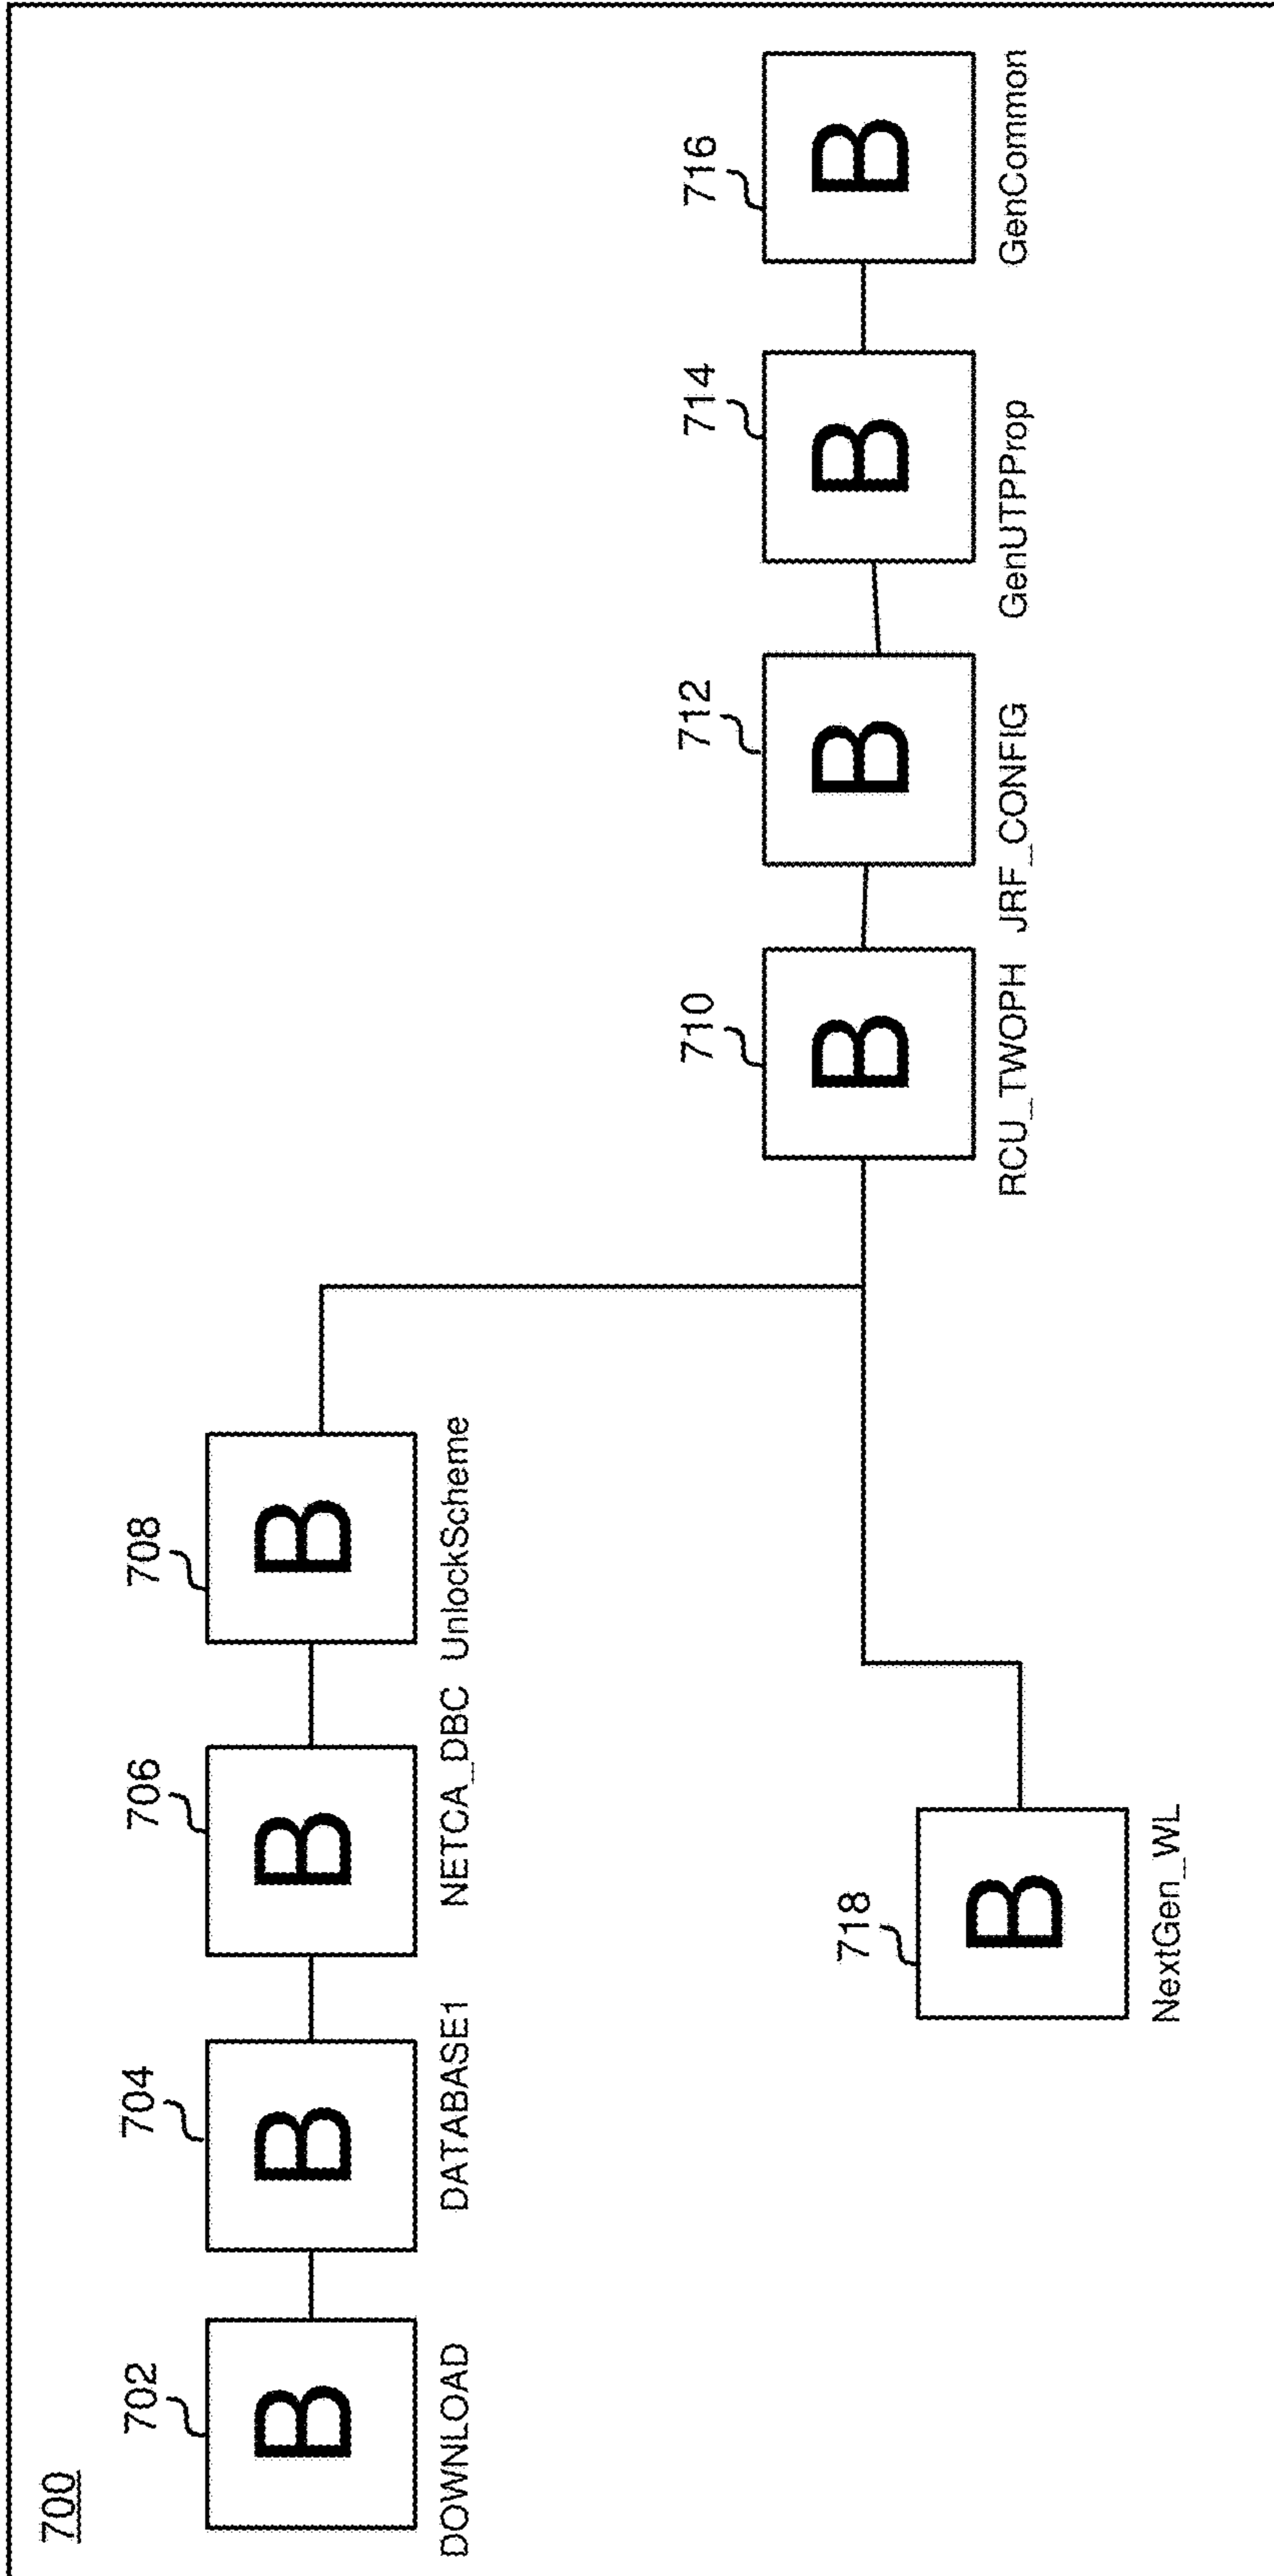 700
702
B
DOWNLOAD
704
B
DATABASE1
706
B
NETCA_DBC
708
B
UnlockScheme
710
B
RCU_TWOPH
712
B
JRF_CONFIG
714
B
GenUTPProp
716
B
GenCommon
718
B
NextGen_WL